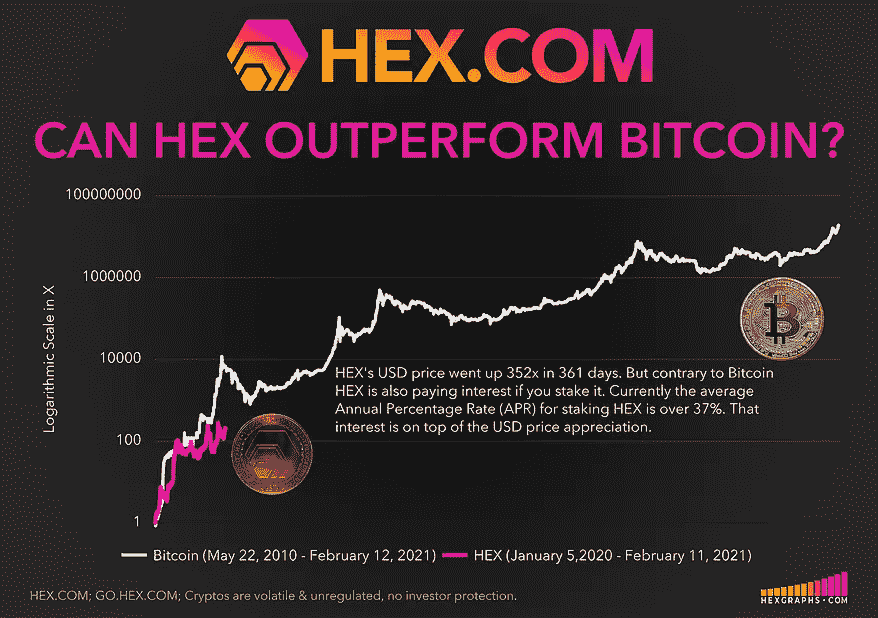 HEX.COM
CAN HEX OUTPERFORM BITCOIN?
100000000
1000000
10000
100
1
Logarithmic Scale in X
HEX's USD price went up 352x in 361 days. But contrary to Bitcoin
HEX is also paying interest if you stake it. Currently the average
Annual Percentage Rate (APR) for staking HEX is over 37%. That
interest is on top of the USD price appreciation.
Bitcoin (May 22, 2010 - February 12, 2021)
HEX (January 5,2020 - February 11, 2021)
HEX.COM; GO.HEX.COM; Cryptos are volatile & unregulated, no investor protection.
HEXGRAPHS.COM